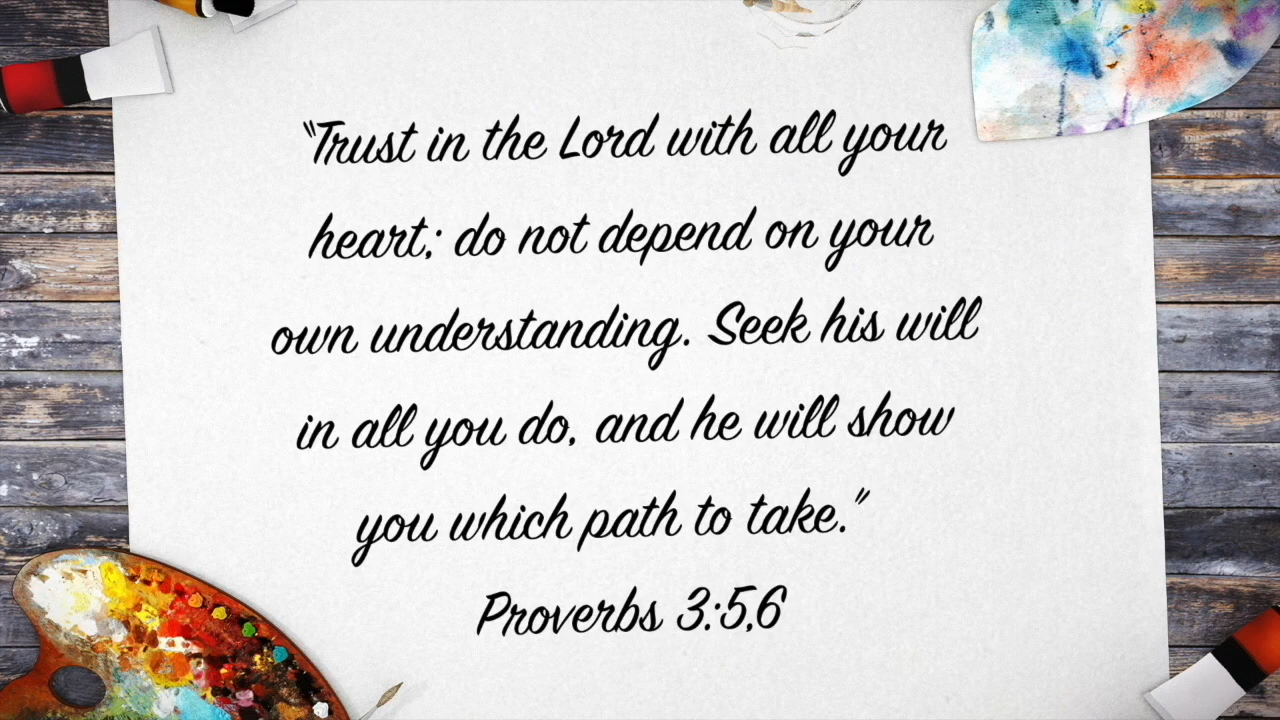 "Trust in the Lord with all your
heart; do not depend on your
own understanding. Seek his will
in all you do, and he will show
you which path to take."
Proverbs 3:5,6